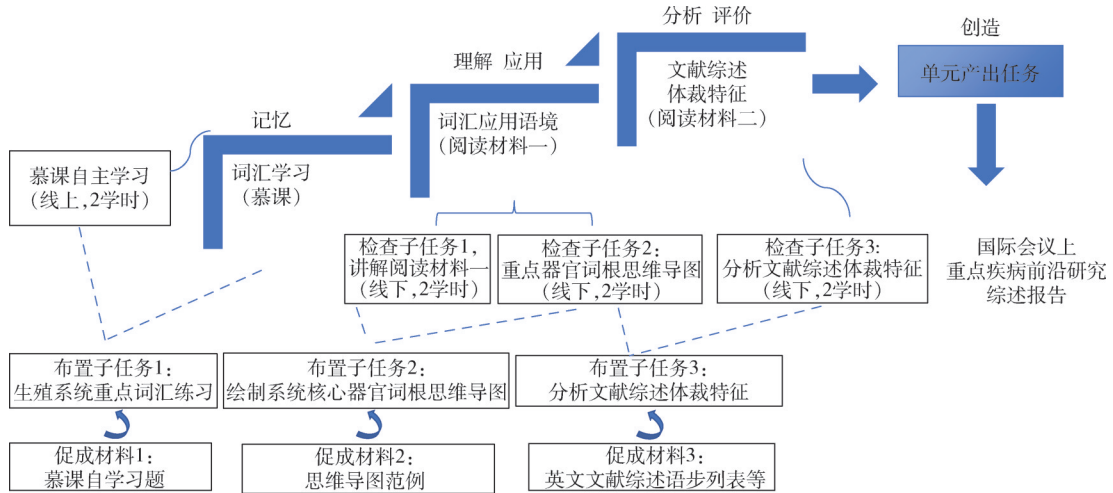 分析 评价
创造
理解 应用
文献综述
体裁特征
(阅读材料二)
单元产出任务
记忆
词汇应用语境
(阅读材料一)
慕课自主学习
(线上,2学时)
词汇学习
(慕课)
检查子任务1,
讲解阅读材料一
(线下,2学时)
检查子任务2:
重点器官词根思维导图
(线下,2学时)
检查子任务3:
分析文献综述体裁特征
(线下,2学时)
国际会议上
重点疾病前沿研究
综述报告
布置子任务1:
生殖系统重点词汇练习
布置子任务2:
绘制系统核心器官词根思维导图
布置子任务3:
分析文献综述体裁特征
促成材料1:
慕课自学习题
促成材料2:
思维导图范例
促成材料3:
英文文献综述语步列表等